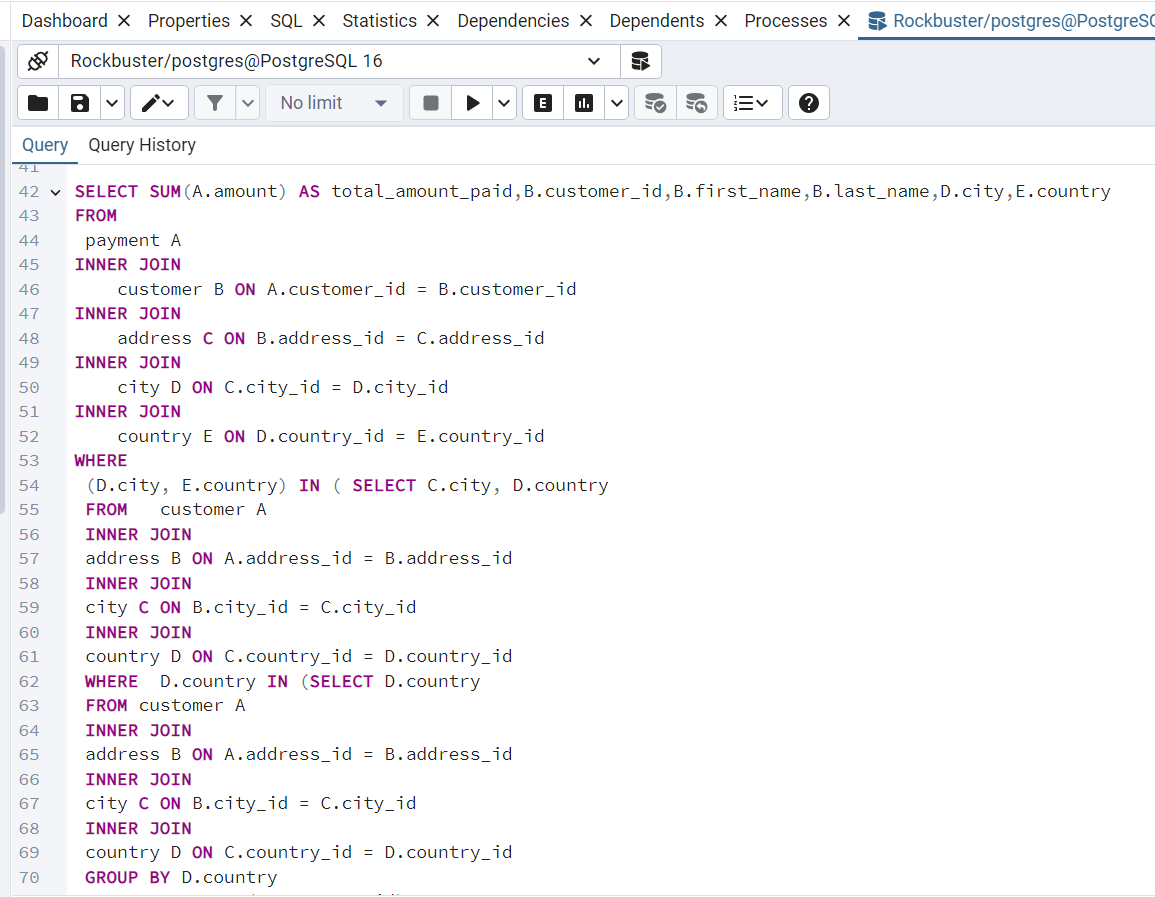 Dashboard Properties SQL Statistics Dependencies Dependents Processes Rockbuster/postgres@PostgreSQ
Rockbuster/postgres@PostgreSQL 16
No limit E
Query Query History
41
42 SELECT SUM(A.amount) AS total_amount_paid,B.customer_id,B.first_name,B.last_name,D.city,E.country
43 FROM
44 payment A
45 INNER JOIN
46 customer B ON A.customer_id = B.customer_id
47 INNER JOIN
48 address C ON B.address_id = C.address_id
49 INNER JOIN
50 city D ON C.city_id = D.city_id
51 INNER JOIN
52 country E ON D.country_id = E.country_id
53 WHERE
54 (D.city, E.country) IN ( SELECT C.city, D.country
55 FROM customer A
56 INNER JOIN
57 address B ON A.address_id = B.address_id
58 INNER JOIN
59 city C ON B.city_id = C.city_id
60 INNER JOIN
61 country D ON C.country_id = D.country_id
62 WHERE D.country IN (SELECT D.country
63 FROM customer A
64 INNER JOIN
65 address B ON A.address_id = B.address_id
66 INNER JOIN
67 city C ON B.city_id = C.city_id
68 INNER JOIN
69 country D ON C.country_id = D.country_id
70 GROUP BY D.country